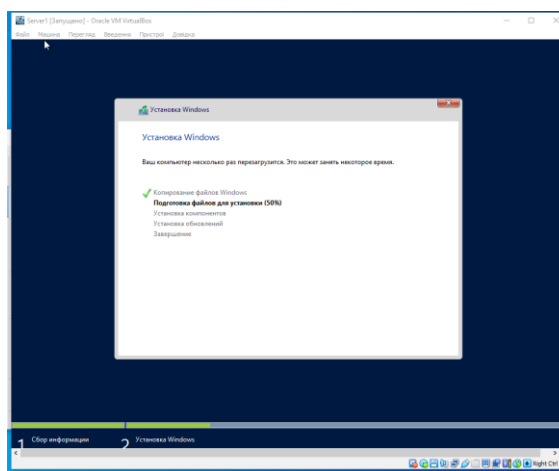 Server1 [Запущено] - Oracle VM VirtualBox
Файл Машина Перегляд Введення Пристрої Довідка
Установка Windows
Установка Windows
Ваш компьютер несколько раз перезагрузится. Это может занять некоторое время.
Копирование файлов Windows
Подготовка файлов для установки (50%)
Установка компонентов
Установка обновлений
Завершение
1 Сбор информации
2 Установка Windows
Right Ctrl